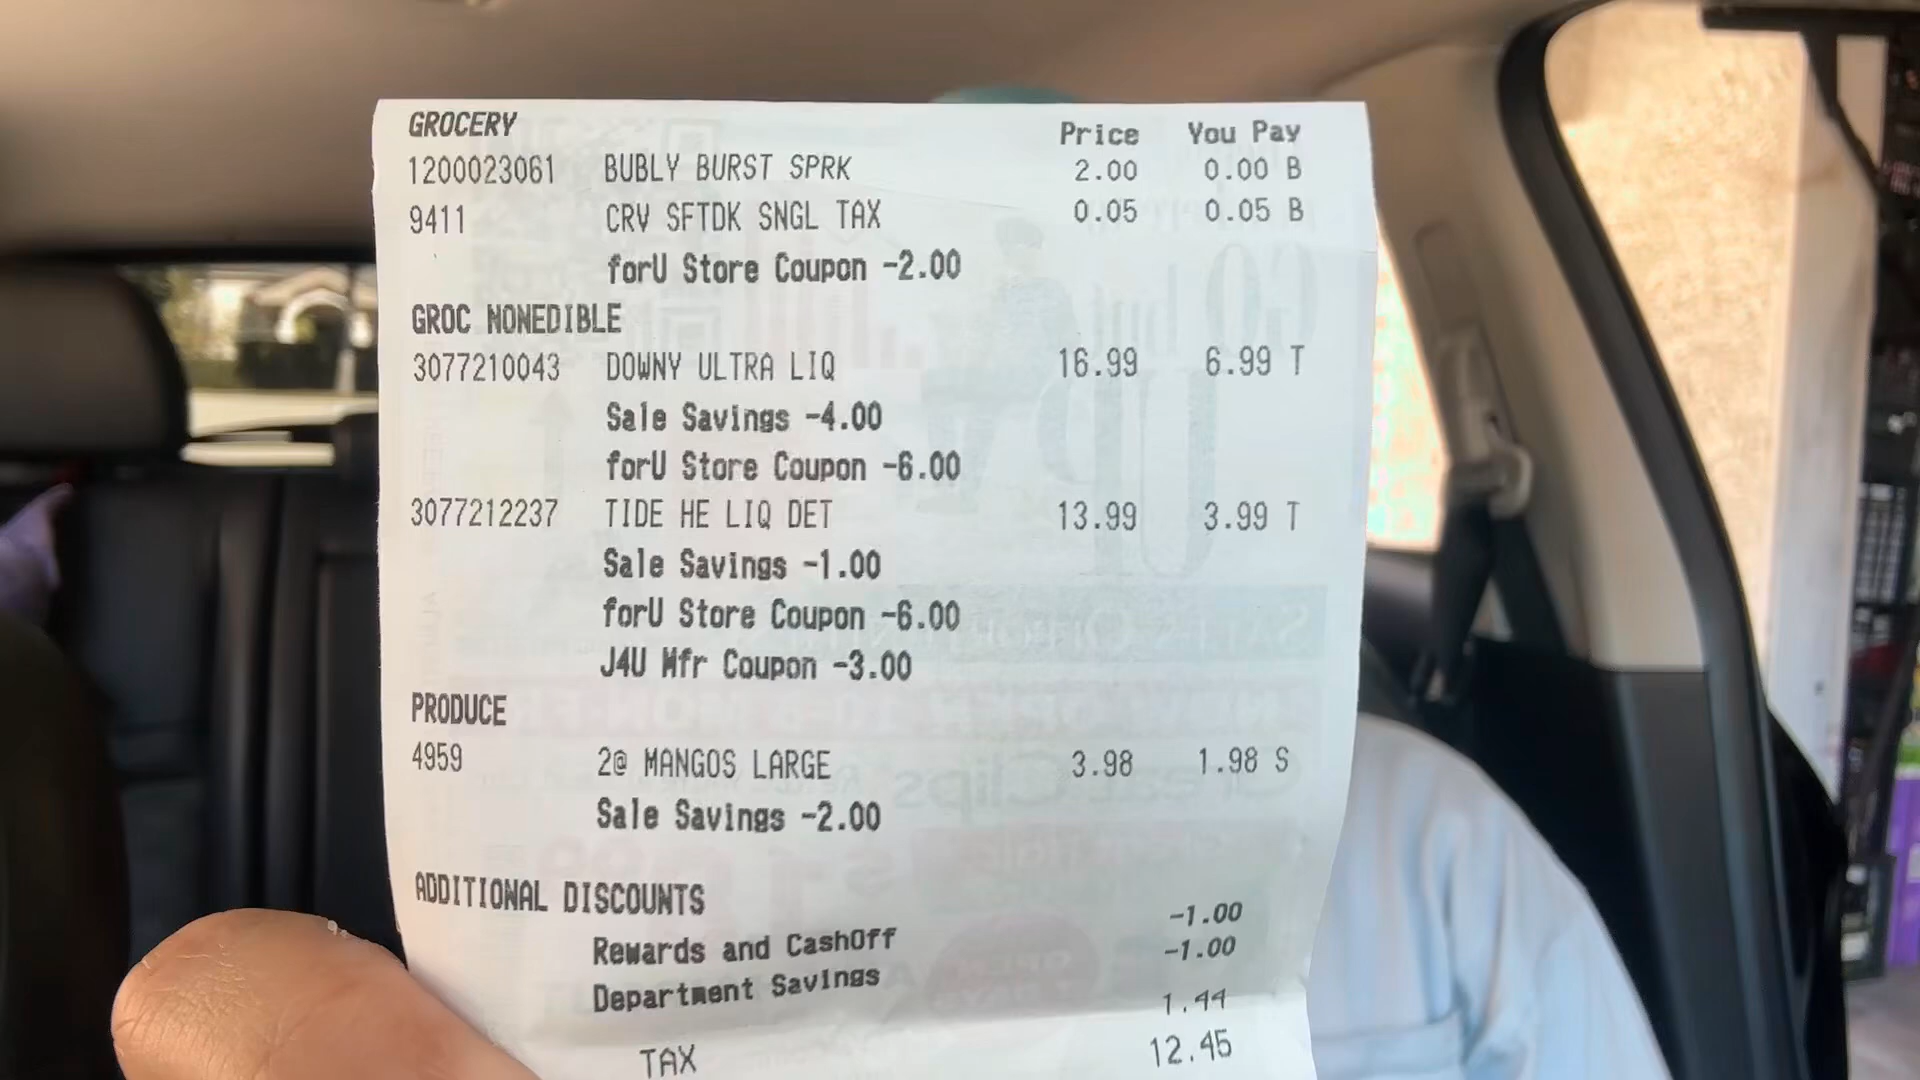 GROCERY Price You Pay
1200023061 BUBLY BURST SPRK 2.00 0.00 B
9411 CRV SFTDK SNGL TAX 0.05 0.05 B
forU Store Coupon -2.00
GROC NONEDIBLE
3077210043 DOWNY ULTRA LIQ 16.99 6.99 T
Sale Savings -4.00
forU Store Coupon -6.00
3077212237 TIDE HE LIQ DET 13.99 3.99 T
Sale Savings -1.00
forU Store Coupon -6.00
J4U Mfr Coupon -3.00
PRODUCE
4959 2@ MANGOS LARGE 3.98 1.98 S
Sale Savings -2.00
ADDITIONAL DISCOUNTS
Rewards and CashOff -1.00
Department Savings -1.00
TAX 1.44
12.45